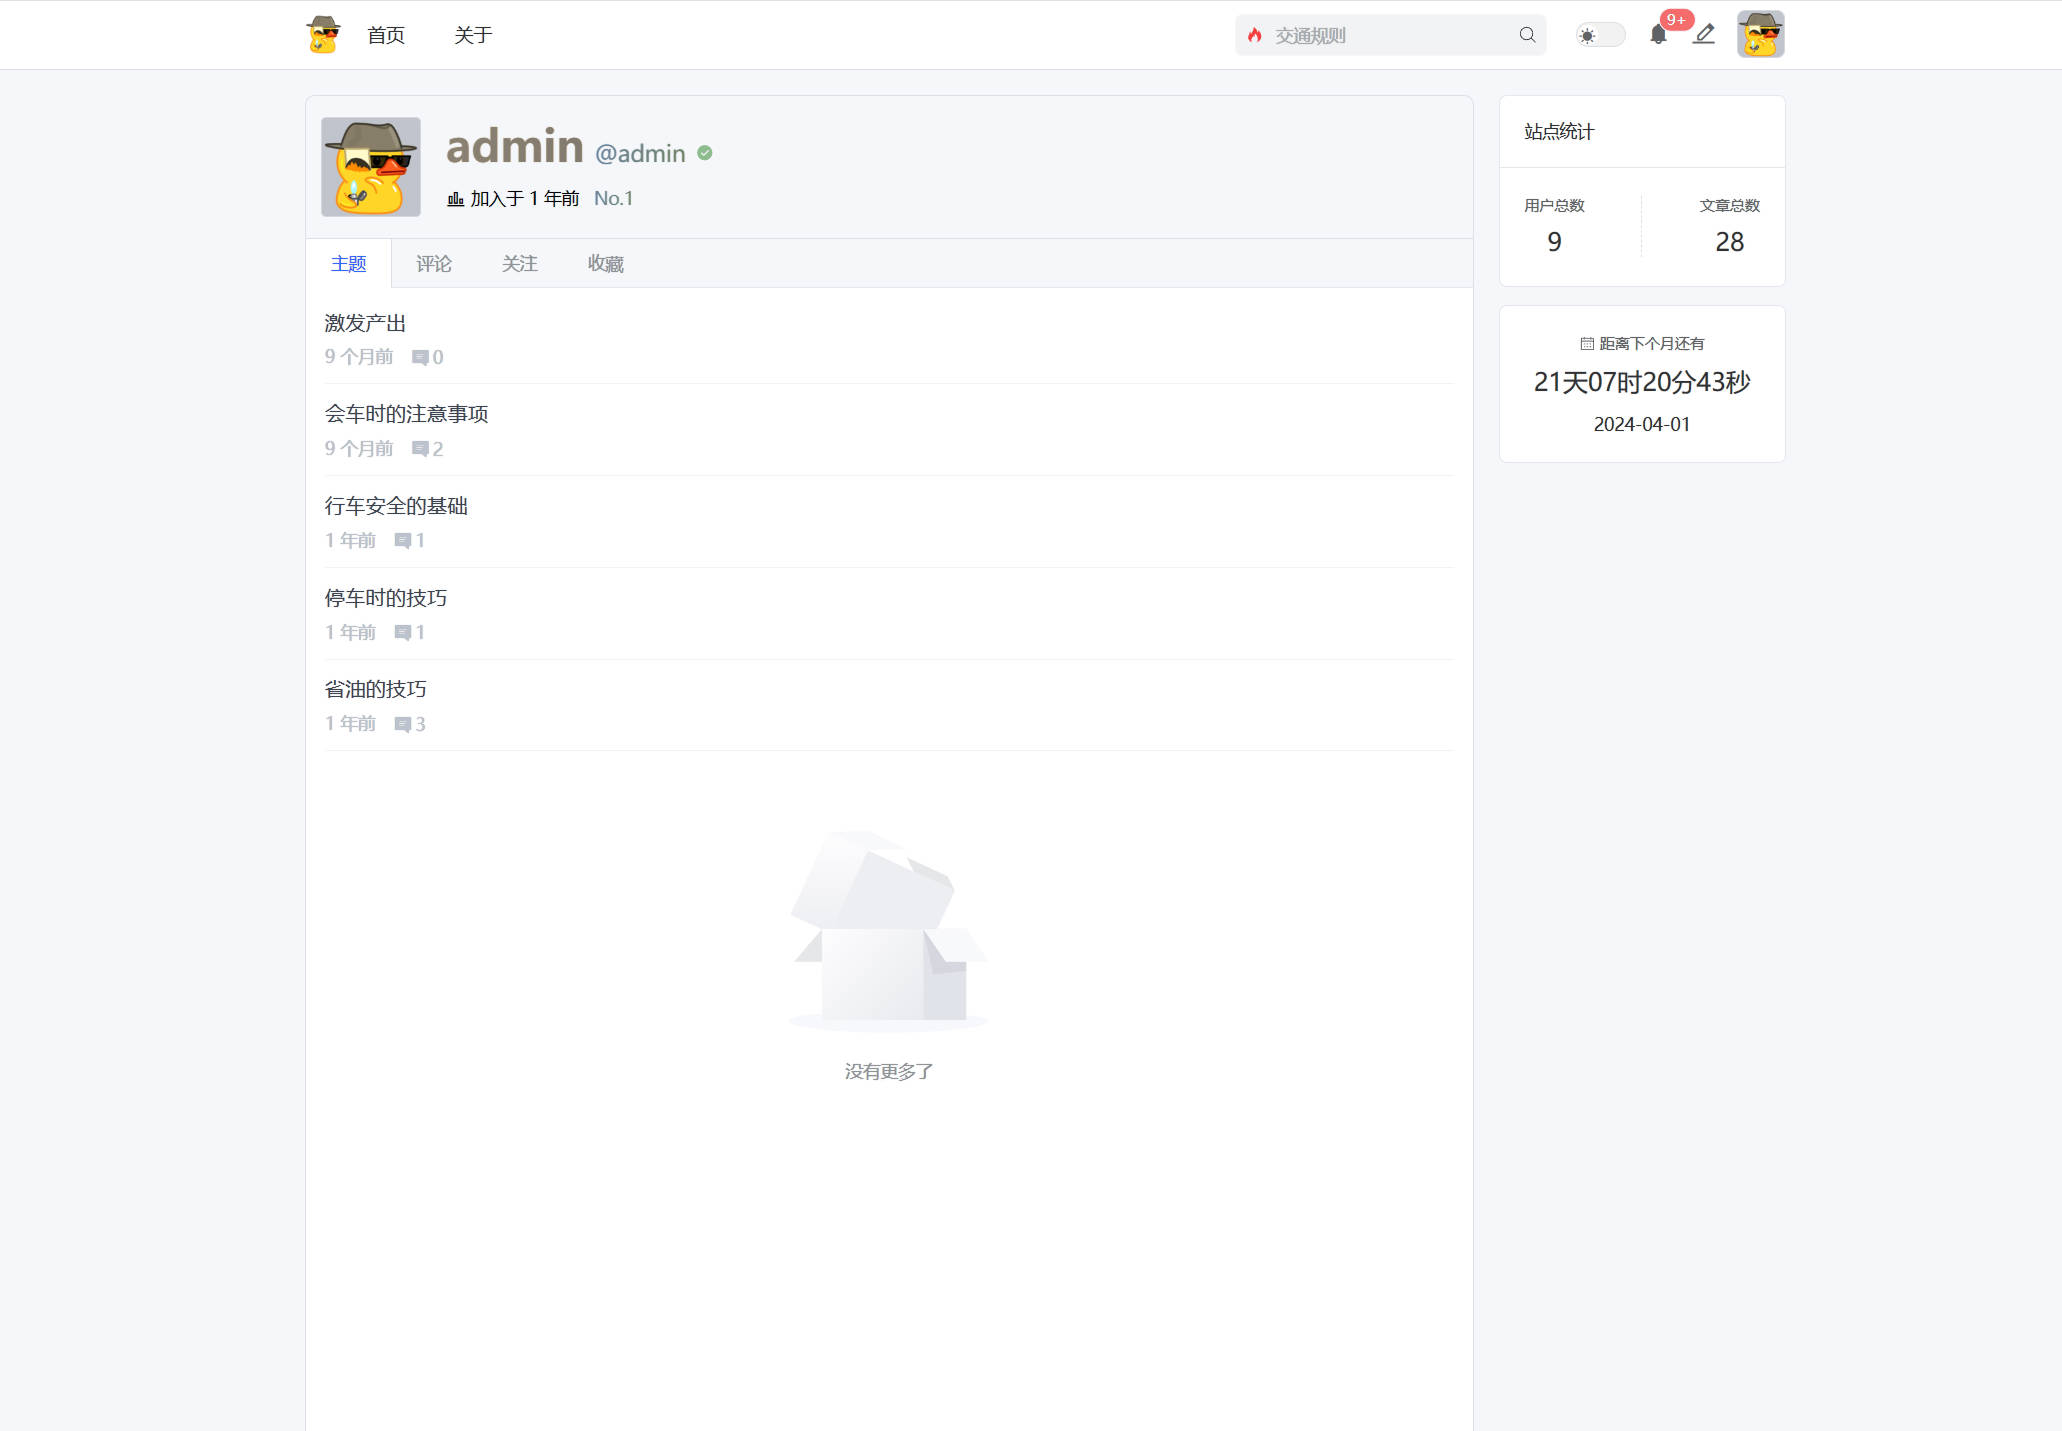 首页
关于
交通规则
9+
admin @admin
加入于 1 年前 No.1
主题
评论
关注
收藏
激发产出
9 个月前 0
会车时的注意事项
9 个月前 2
行车安全的基础
1 年前 1
停车时的技巧
1 年前 1
省油的技巧
1 年前 3
没有更多了
站点统计
用户总数
9
文章总数
28
距离下个月还有
21天07时20分43秒
2024-04-01